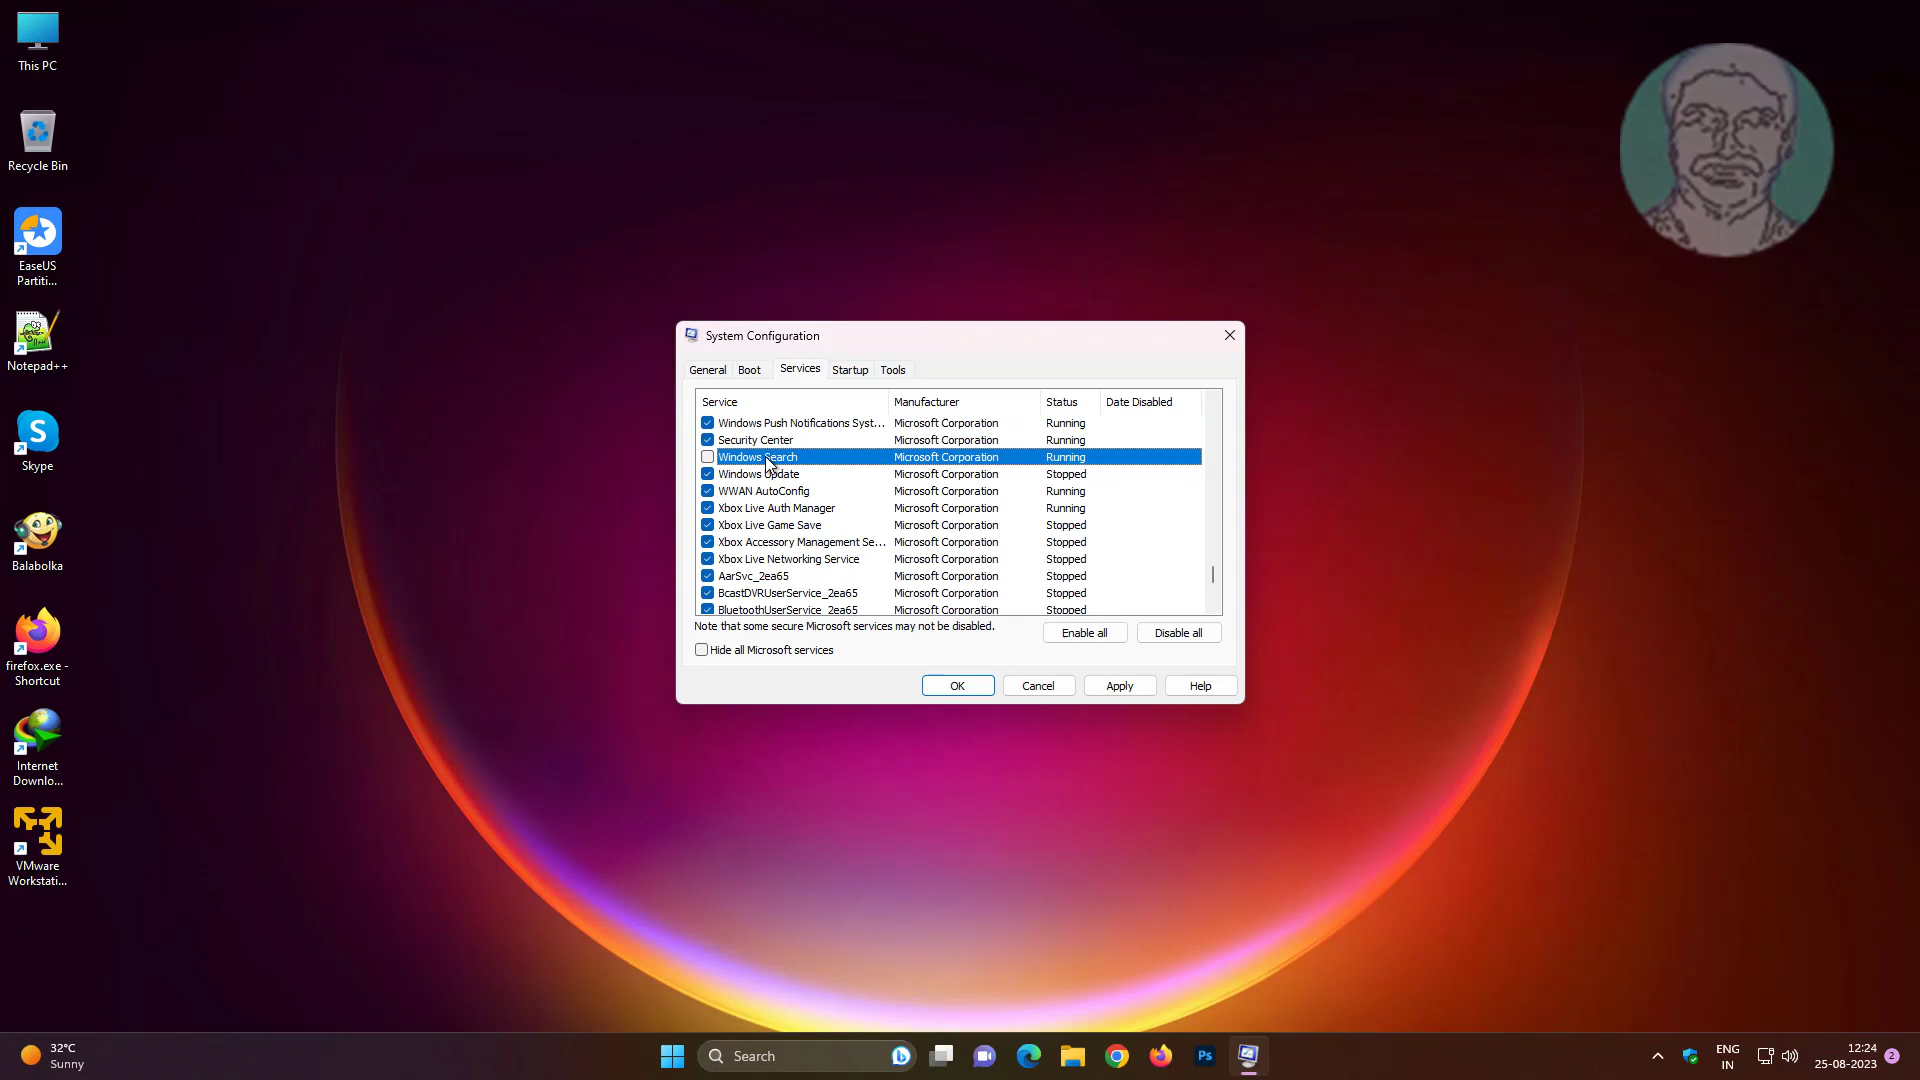 This PC
Recycle Bin
EaseUS
Partiti...
Notepad++
Skype
Balabolka
firefox.exe -
Shortcut
Internet
Downlo...
VMware
Workstati...
System Configuration
General Boot Services Startup Tools
Service Manufacturer Status Date Disabled
Windows Push Notifications Syst... Microsoft Corporation Running
Security Center Microsoft Corporation Running
Windows Search Microsoft Corporation Running
Windows Update Microsoft Corporation Stopped
WWAN AutoConfig Microsoft Corporation Running
Xbox Live Auth Manager Microsoft Corporation Running
Xbox Live Game Save Microsoft Corporation Stopped
Xbox Accessory Management Se... Microsoft Corporation Stopped
Xbox Live Networking Service Microsoft Corporation Stopped
AarSvc_2ea65 Microsoft Corporation Stopped
BcastDVRUserService_2ea65 Microsoft Corporation Stopped
BluetoothUserService_2ea65 Microsoft Corporation Stopped
Note that some secure Microsoft services may not be disabled.
Enable all Disable all
Hide all Microsoft services
OK Cancel Apply Help
32°C
Sunny
Search
Ps
ENG
IN
12:24
25-08-2023
2